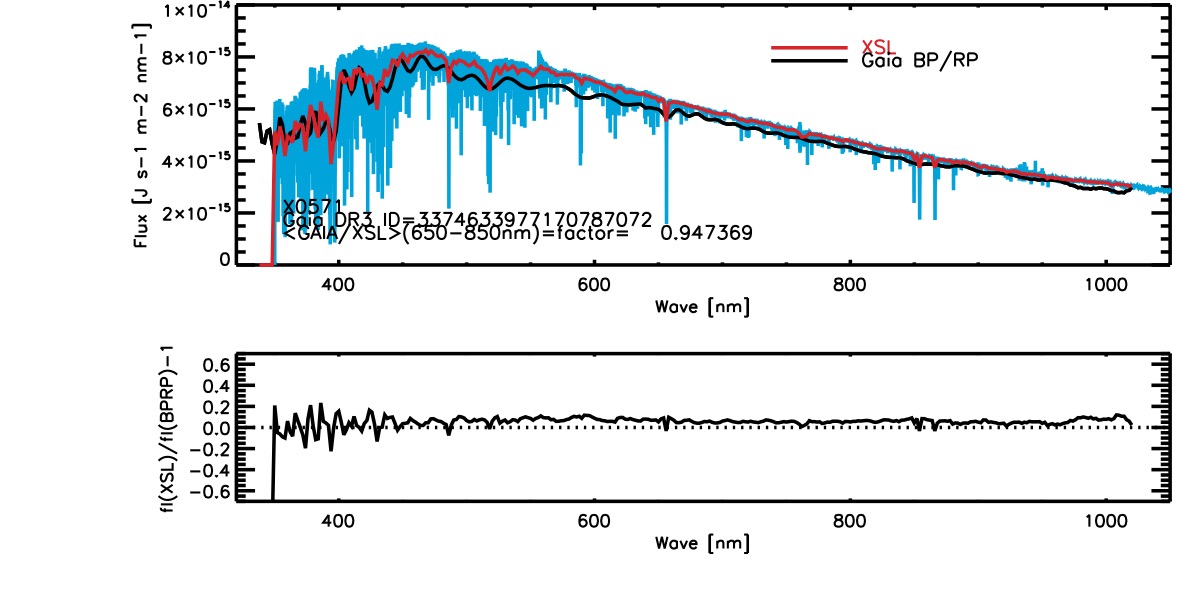 1×10−14
8×10−15
6×10−15
4×10−15
2×10−15
0
Flux [J s−1 m−2 nm−1]
XSL
Gaia BP/RP
X0571
Gaia DR3 ID=3374633977170787072
<GAIA/XSL>(650−850nm)=factor= 0.947369
400 600 800 1000
Wave [nm]
0.6
0.4
0.2
0.0
−0.2
−0.4
−0.6
fl(XSL)/fl(BPRP)−1
400 600 800 1000
Wave [nm]